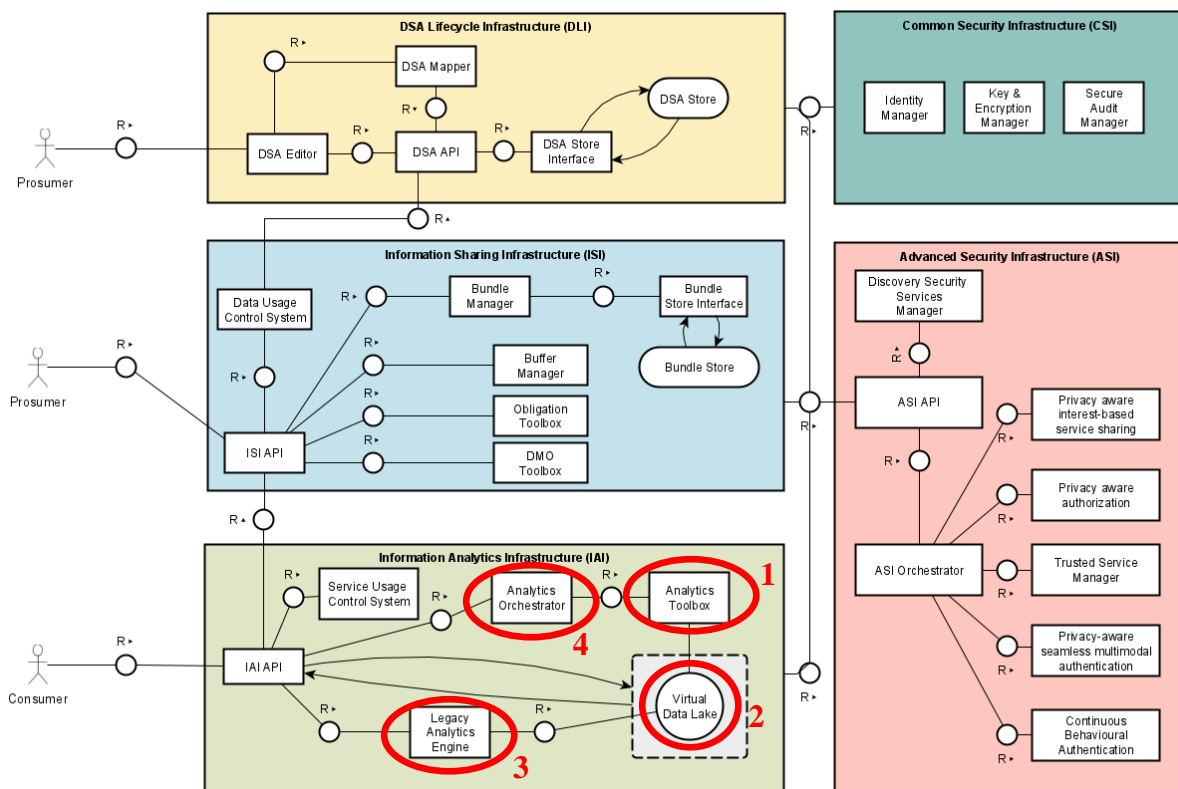 DSA Lifecycle Infrastructure (DLI)
R ▸
DSA Mapper
R ▾
DSA Store
Prosumer
R ▸
DSA Editor
R ▸
DSA API
R ▸
DSA Store
Interface
R ▴
Common Security Infrastructure (CSI)
Identity
Manager
Key &
Encryption
Manager
Secure
Audit
Manager
R ▸
Information Sharing Infrastructure (ISI)
Data Usage
Control System
R ▸
Bundle
Manager
R ▸
Bundle
Store Interface
Bundle Store
Prosumer
R ▸
R ▸
R ▸
Buffer
Manager
R ▸
Obligation
Toolbox
R ▸
DMO
Toolbox
ISI API
R ▴
R ▸
Advanced Security Infrastructure (ASI)
Discovery Security
Services
Manager
R ▸
ASI API
R ▸
ASI Orchestrator
R ▸
Privacy aware
interest-based
service sharing
R ▸
Privacy aware
authorization
R ▸
Trusted Service
Manager
R ▸
Privacy-aware
seamless multimodal
authentication
R ▸
Continuous
Behavioural
Authentication
Information Analytics Infrastructure (IAI)
R ▸
Service Usage
Control System
R ▸
Analytics
Orchestrator
4
R ▸
Analytics
Toolbox
1
Consumer
R ▸
IAI API
Virtual
Data Lake
2
R ▸
Legacy
Analytics
Engine
3
R ▸
R ▸